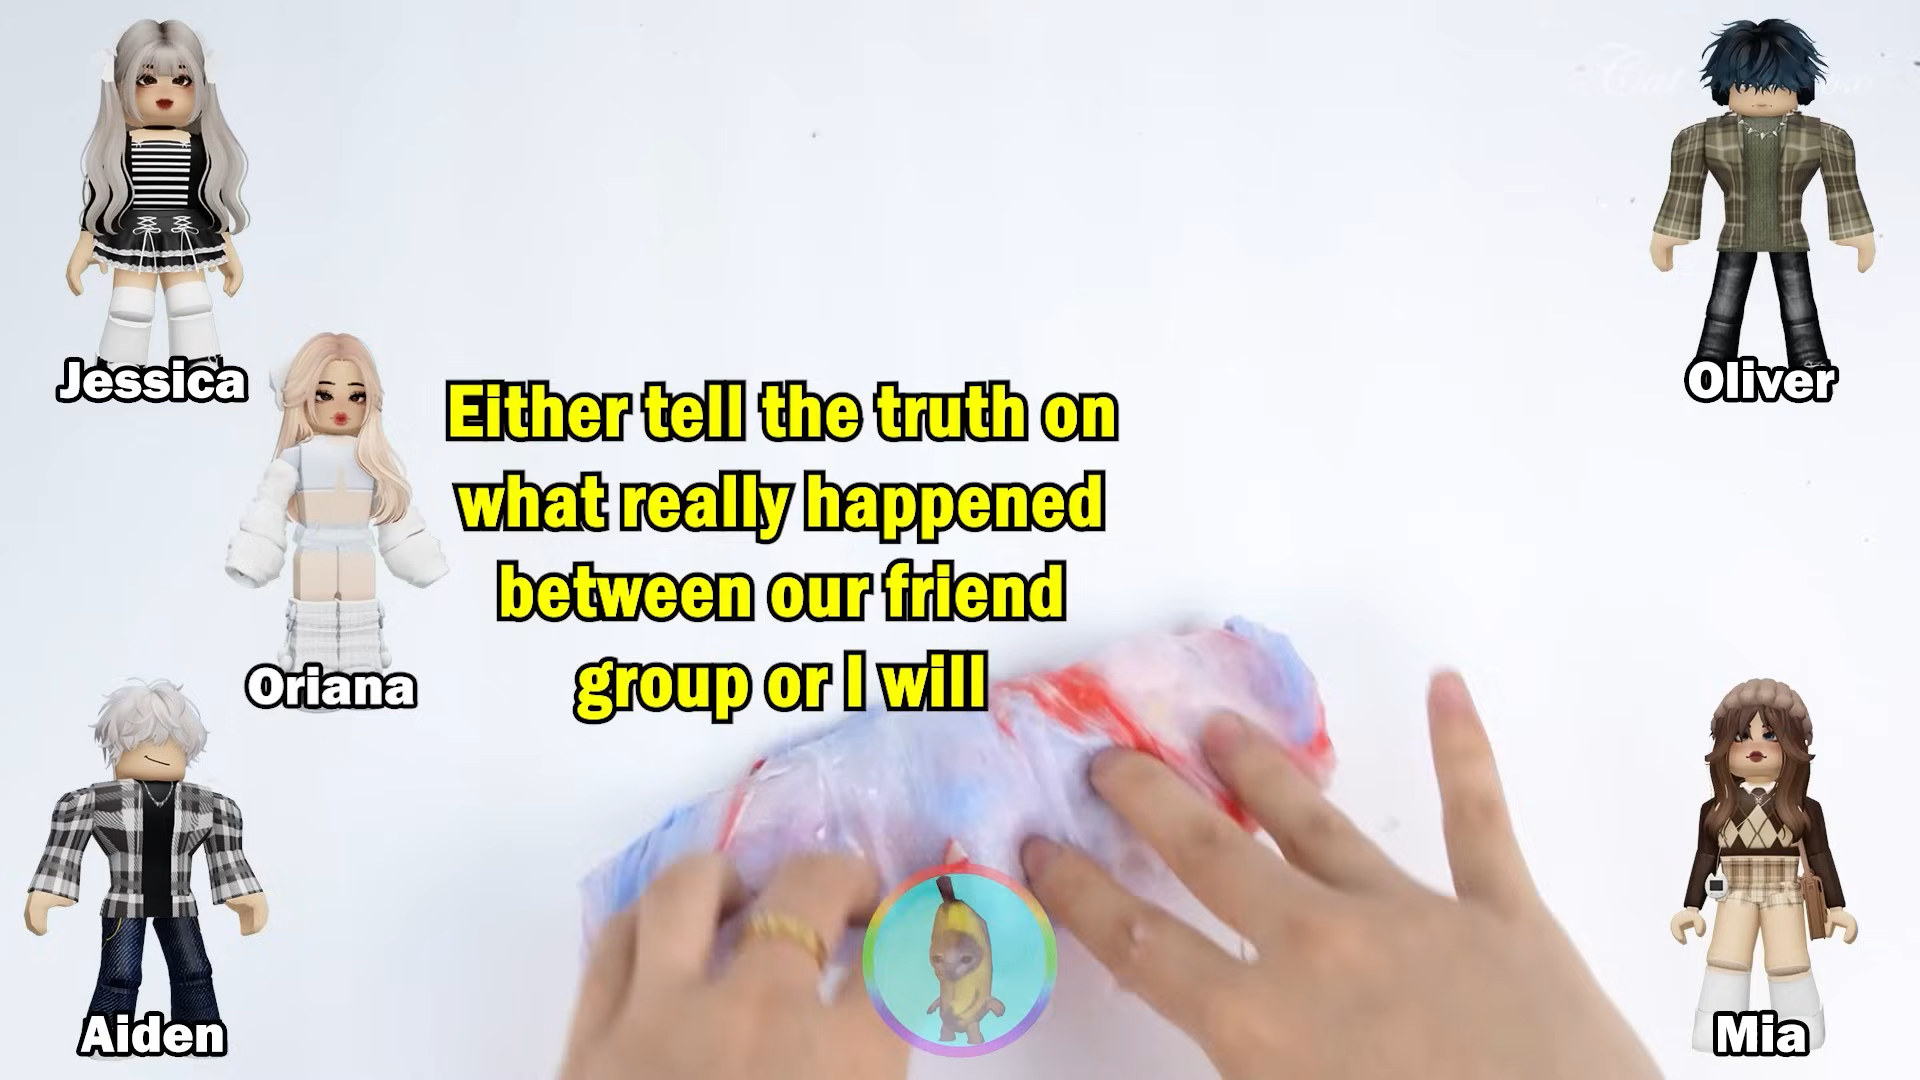 Jessica
Oliver
Either tell the truth on
what really happened
between our friend
group or I will
Oriana
Aiden
Mia